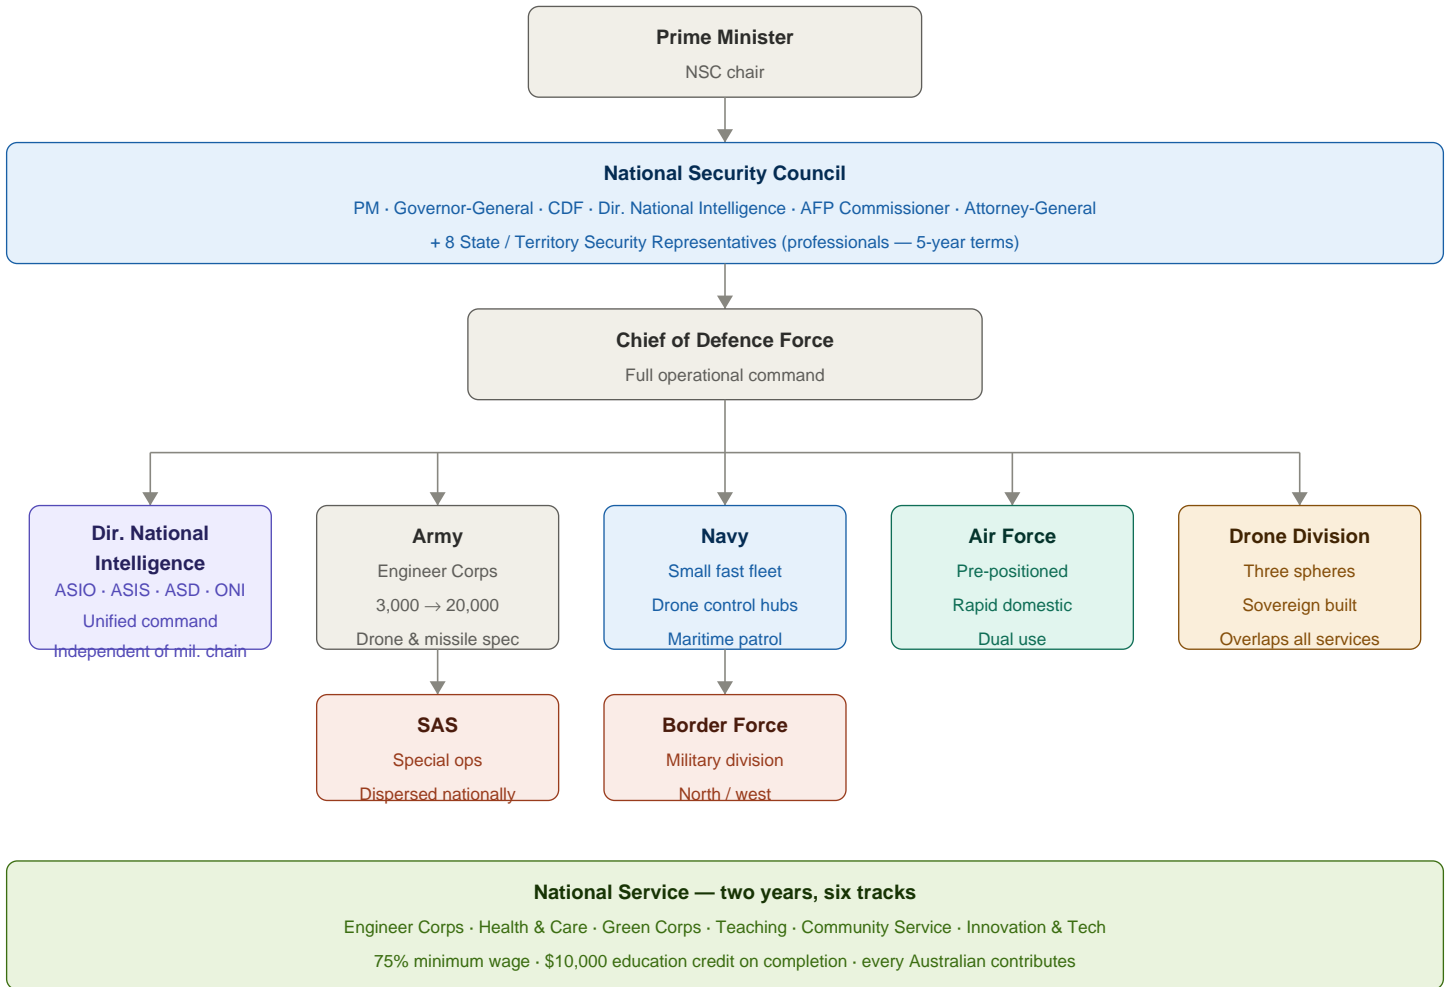 Prime Minister
NSC chair
National Security Council
PM · Governor-General · CDF · Dir. National Intelligence · AFP Commissioner · Attorney-General
+ 8 State / Territory Security Representatives (professionals — 5-year terms)
Chief of Defence Force
Full operational command
Dir. National
Intelligence
ASIO · ASIS · ASD · ONI
Unified command
Independent of mil. chain
Army
Engineer Corps
3,000 → 20,000
Drone & missile spec
Navy
Small fast fleet
Drone control hubs
Maritime patrol
Air Force
Pre-positioned
Rapid domestic
Dual use
Drone Division
Three spheres
Sovereign built
Overlaps all services
SAS
Special ops
Dispersed nationally
Border Force
Military division
North / west
National Service — two years, six tracks
Engineer Corps · Health & Care · Green Corps · Teaching · Community Service · Innovation & Tech
75% minimum wage · $10,000 education credit on completion · every Australian contributes